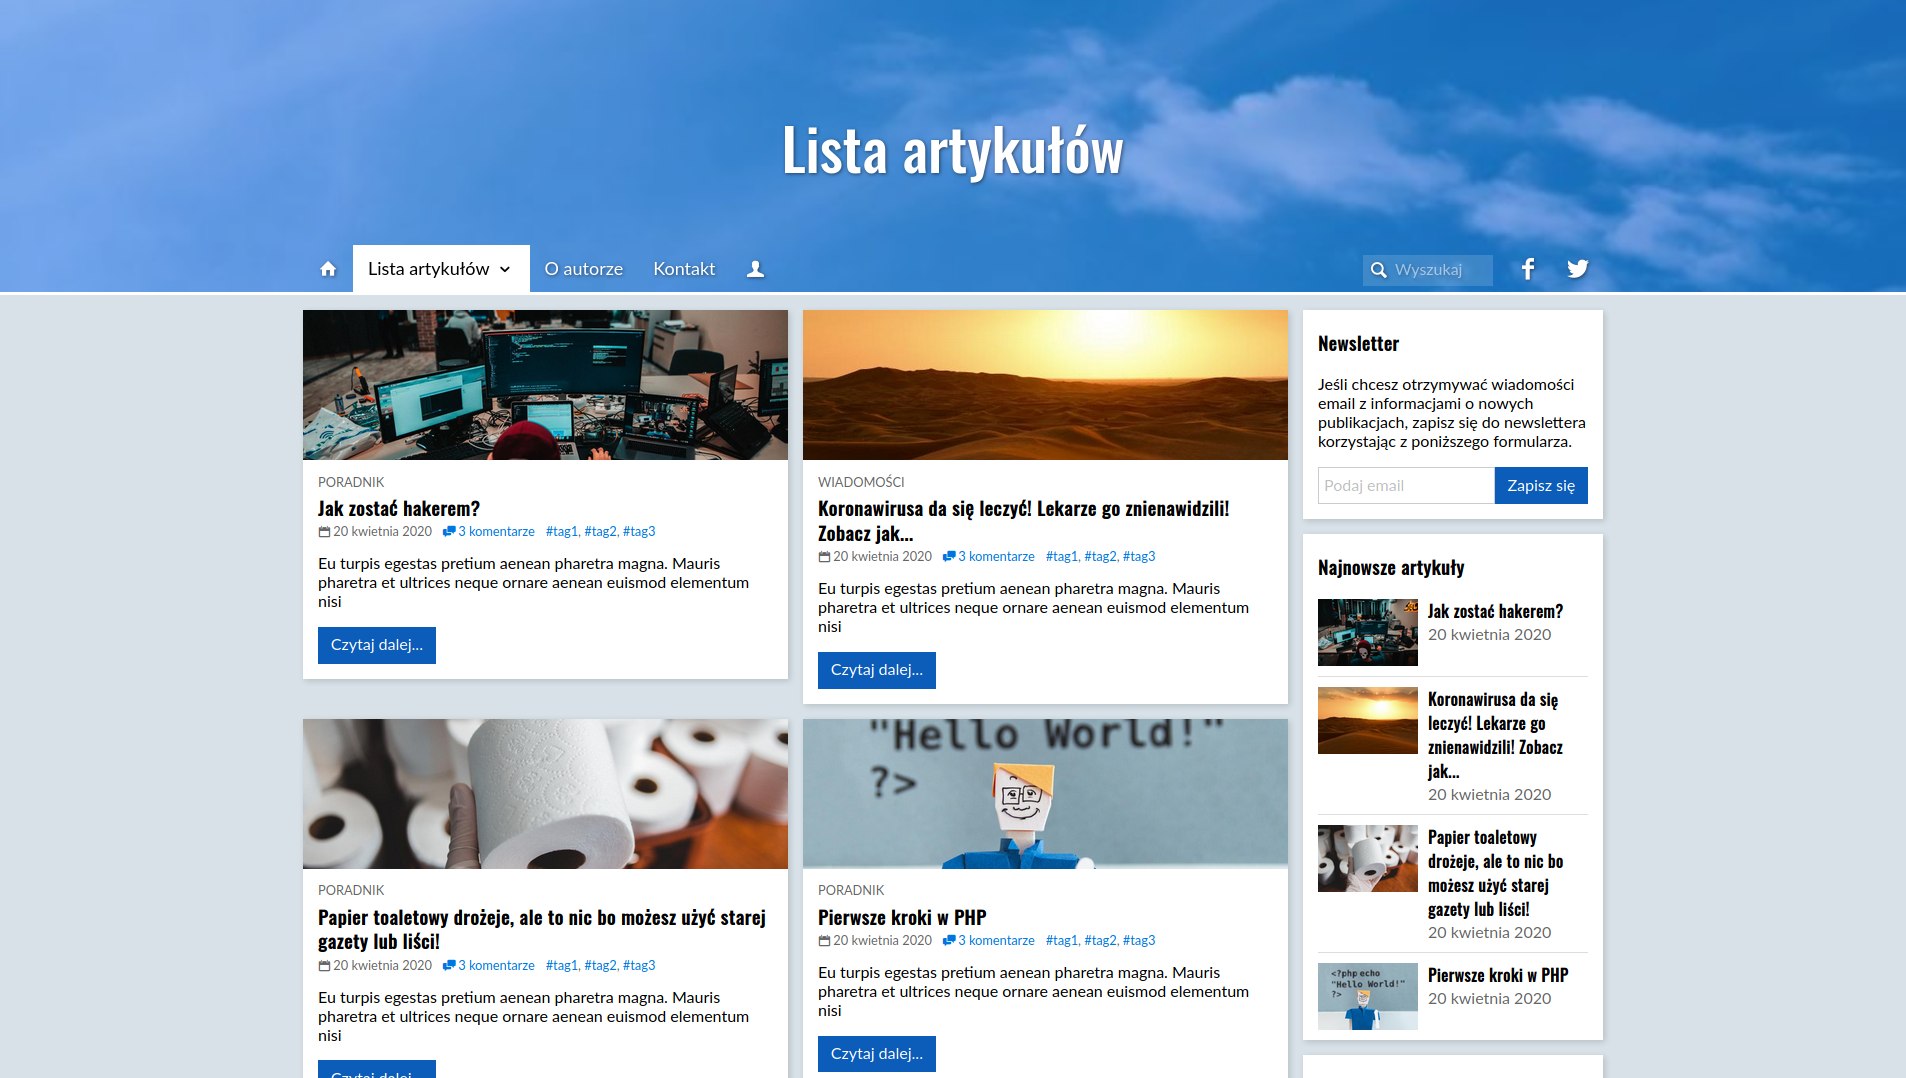 Lista artykułów
Lista artykułów
O autorze
Kontakt
Wyszukaj
PORADNIK
Jak zostać hakerem?
20 kwietnia 2020 3 komentarze #tag1, #tag2, #tag3
Eu turpis egestas pretium aenean pharetra magna. Mauris
pharetra et ultrices neque ornare aenean euismod elementum
nisi
Czytaj dalej...
WIADOMOŚCI
Koronawirusa da się leczyć! Lekarze go znienawidzili!
Zobacz jak...
20 kwietnia 2020 3 komentarze #tag1, #tag2, #tag3
Eu turpis egestas pretium aenean pharetra magna. Mauris
pharetra et ultrices neque ornare aenean euismod elementum
nisi
Czytaj dalej...
PORADNIK
Papier toaletowy drożeje, ale to nic bo możesz użyć starej
gazety lub liści!
20 kwietnia 2020 3 komentarze #tag1, #tag2, #tag3
Eu turpis egestas pretium aenean pharetra magna. Mauris
pharetra et ultrices neque ornare aenean euismod elementum
nisi
Czytaj dalej...
"Hello World!"
?>
PORADNIK
Pierwsze kroki w PHP
20 kwietnia 2020 3 komentarze #tag1, #tag2, #tag3
Eu turpis egestas pretium aenean pharetra magna. Mauris
pharetra et ultrices neque ornare aenean euismod elementum
nisi
Czytaj dalej...
Newsletter
Jeśli chcesz otrzymywać wiadomości
email z informacjami o nowych
publikacjach, zapisz się do newslettera
korzystając z poniższego formularza.
Podaj email
Zapisz się
Najnowsze artykuły
Jak zostać hakerem?
20 kwietnia 2020
Koronawirusa da się
leczyć! Lekarze go
znienawidzili! Zobacz
jak...
20 kwietnia 2020
Papier toaletowy
drożeje, ale to nic bo
możesz użyć starej
gazety lub liści!
20 kwietnia 2020
<?php echo
"Hello World!"
?>
Pierwsze kroki w PHP
20 kwietnia 2020